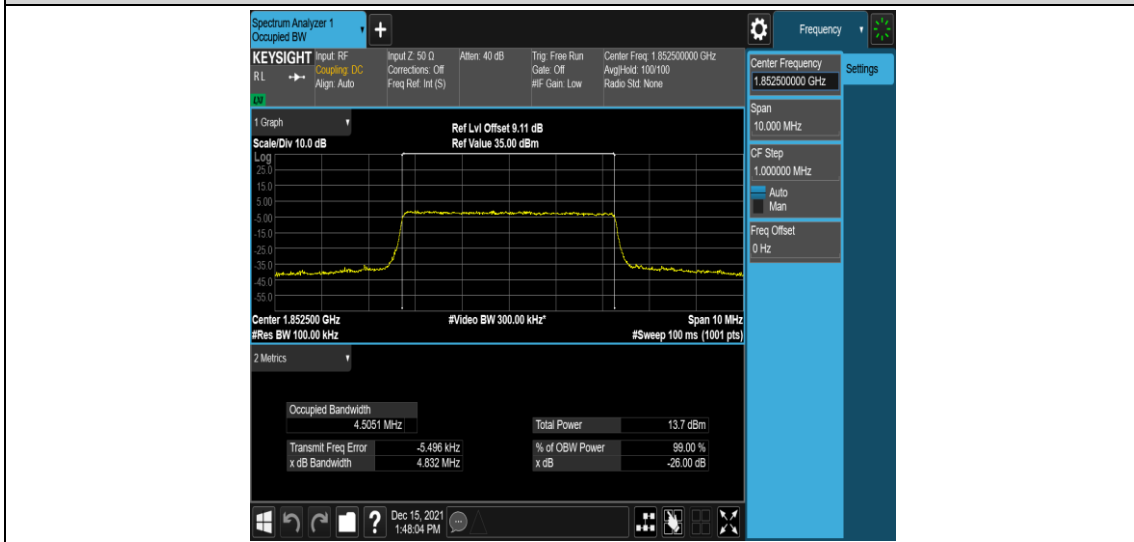 Spectrum Analyzer 1
Occupied BW
+
Frequency
KEYSIGHT
Input: RF
Coupling: DC
Align: Auto
RL
LXI
Input Z: 50 Ω
Corrections: Off
Freq Ref: Int (S)
Atten: 40 dB
Trig: Free Run
Gate: Off
#IF Gain: Low
Center Freq: 1.852500000 GHz
Avg|Hold: 100/100
Radio Std: None
Center Frequency
1.852500000 GHz
Settings
Span
10.000 MHz
CF Step
1.000000 MHz
Auto
Man
Freq Offset
0 Hz
1 Graph
Scale/Div 10.0 dB
Ref Lvl Offset 9.11 dB
Ref Value 35.00 dBm
Log
25.0
15.0
5.00
-5.00
-15.0
-25.0
-35.0
-45.0
-55.0
Center 1.852500 GHz
#Video BW 300.00 kHz*
Span 10 MHz
#Res BW 100.00 kHz
#Sweep 100 ms (1001 pts)
2 Metrics
Occupied Bandwidth
4.5051 MHz
Total Power 13.7 dBm
Transmit Freq Error -5.496 kHz
% of OBW Power 99.00 %
x dB Bandwidth 4.832 MHz
x dB -26.00 dB
?
Dec 15, 2021
1:48:04 PM